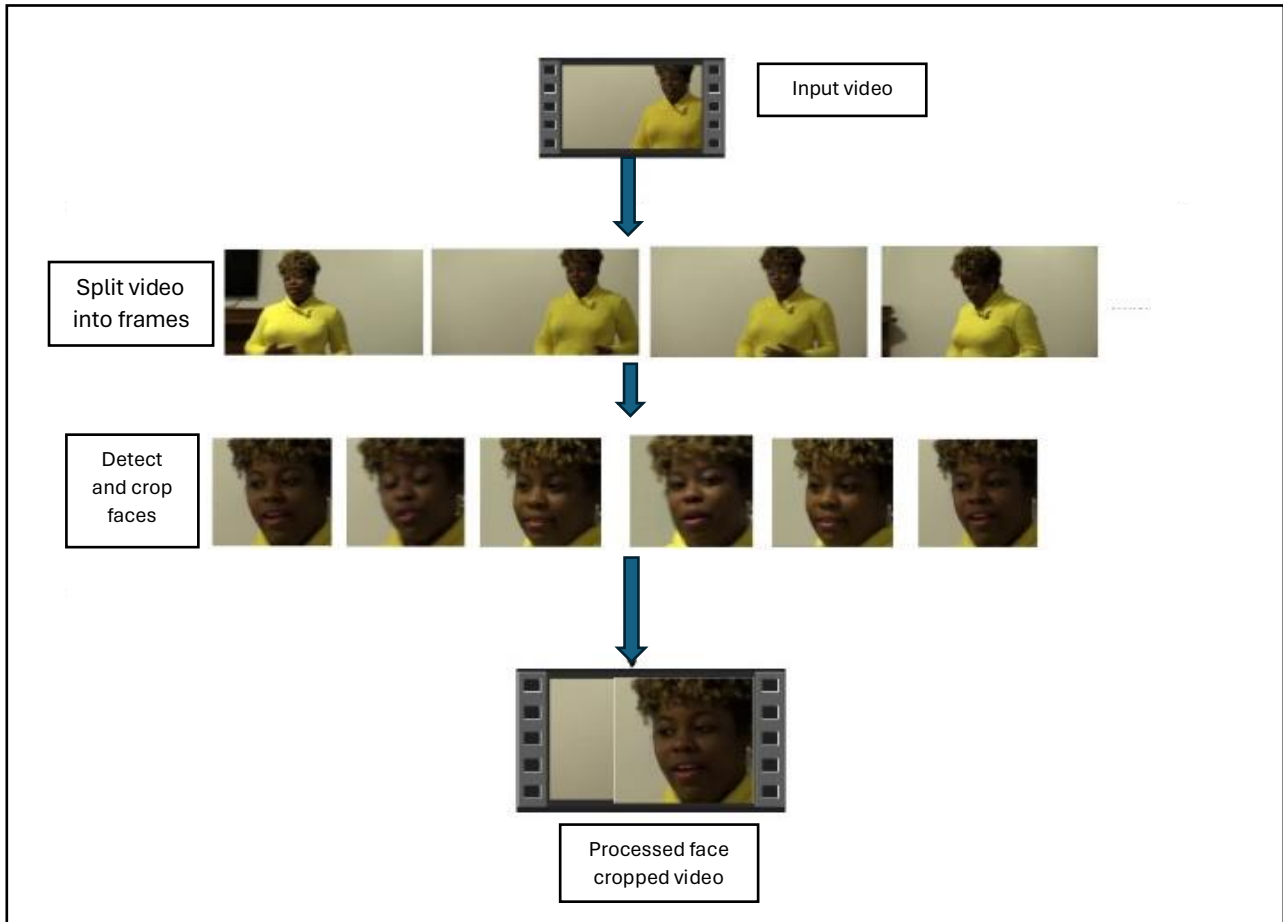 Input video
Split video
into frames
Detect
and crop
faces
Processed face
cropped video